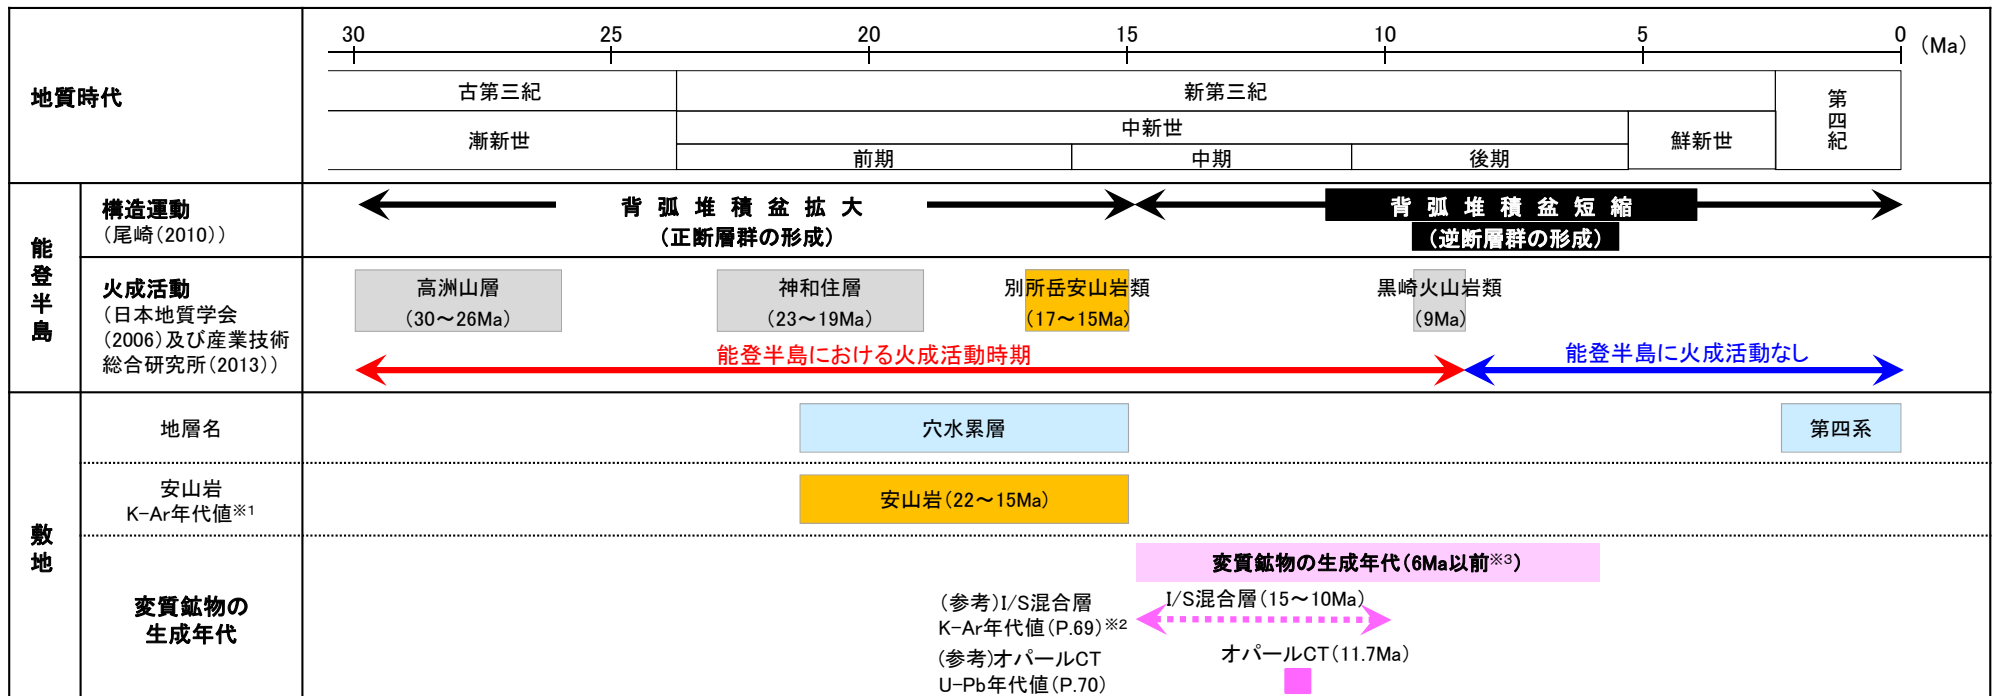 30 25 20 15 10 5 0 (Ma)
地質時代
古第三紀 新第三紀 第四紀
漸新世 中新世 鮮新世
前期 中期 後期
能登半島
構造運動
(尾崎(2010))
背弧堆積盆拡大
(正断層群の形成)
背弧堆積盆短縮
(逆断層群の形成)
火成活動
(日本地質学会
(2006)及び産業技術
総合研究所(2013))
高洲山層
(30～26Ma)
神和住層
(23～19Ma)
別所岳安山岩類
(17～15Ma)
黒崎火山岩類
(9Ma)
能登半島における火成活動時期
能登半島に火成活動なし
敷地
地層名
穴水累層
第四系
安山岩
K-Ar年代値※1
安山岩(22～15Ma)
変質鉱物の
生成年代
変質鉱物の生成年代(6Ma以前※3)
(参考)I/S混合層
K-Ar年代値(P.69)※2
I/S混合層(15～10Ma)
(参考)オパールCT
U-Pb年代値(P.70)
オパールCT(11.7Ma)